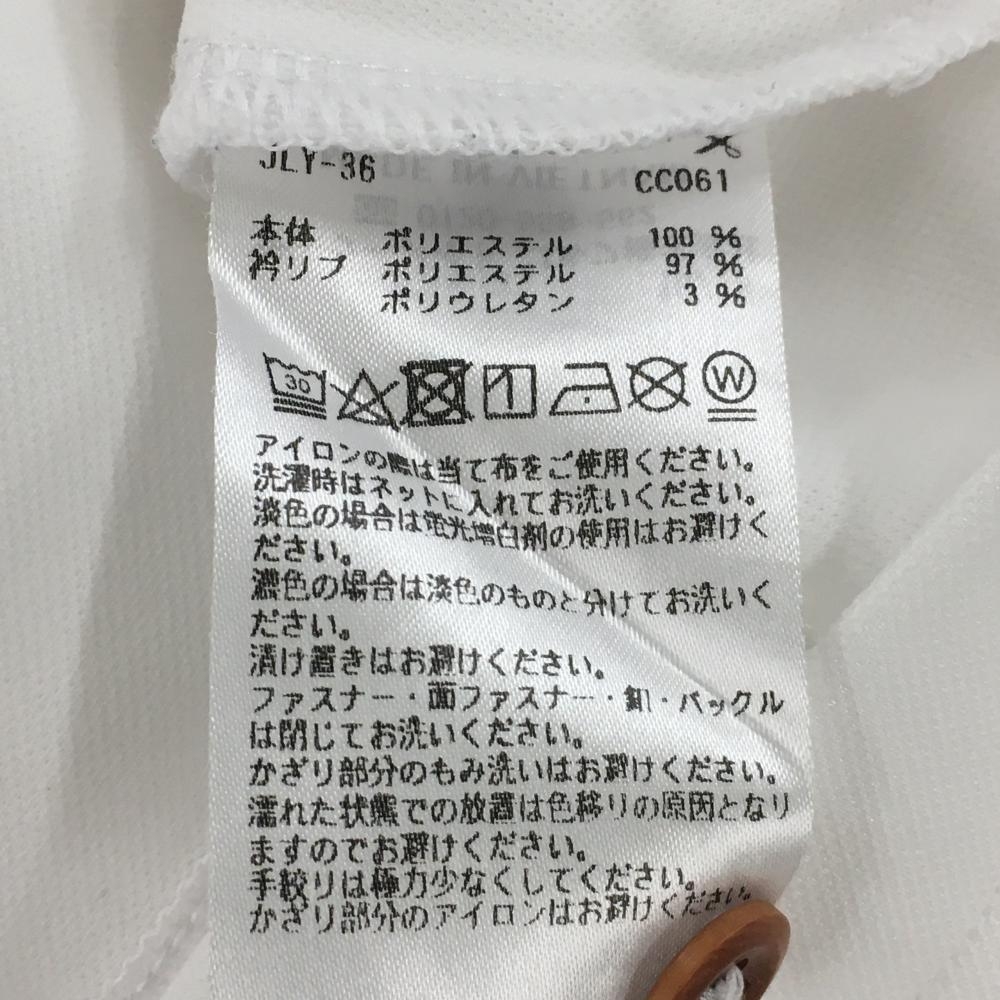 JLY-36
CC061
本体 ポリエステル 100 %
衿リブ ポリエステル 97 %
ポリウレタン 3 %
30 1 W
アイロンの際は当て布をご使用ください。
洗濯時はネットに入れてお洗いください。
淡色の場合は蛍光増白剤の使用はお避けく
ださい。
濃色の場合は淡色のものと分けてお洗いく
ださい。
漬け置きはお避けください。
ファスナー・面ファスナー・釦・バックル
は閉じてお洗いください。
かざり部分のもみ洗いはお避けください。
濡れた状態での放置は色移りの原因となり
ますのでお避けください。
手絞りは極力少なくしてください。
かざり部分のアイロンはお避けください。